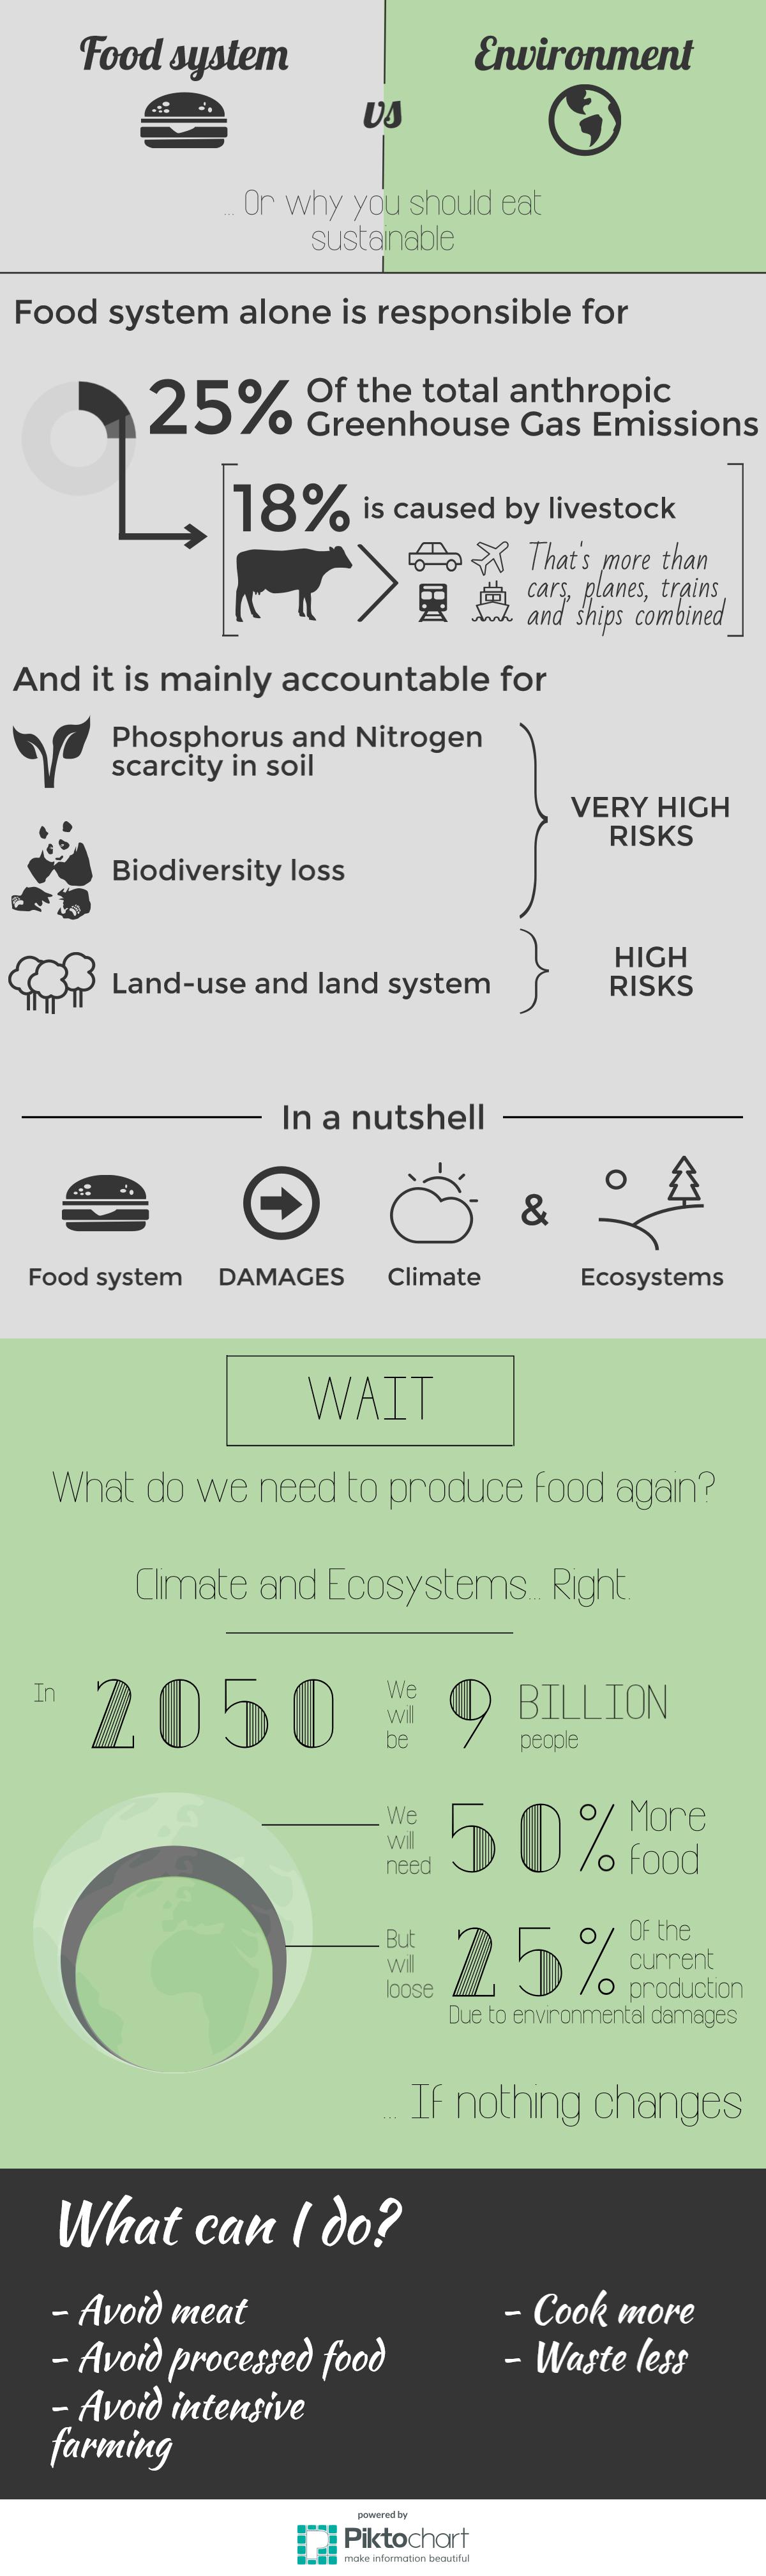 Food system
Environment
vs
... Or why you should eat
sustainable
Food system alone is responsible for
25% Of the total anthropic
Greenhouse Gas Emissions
18% is caused by livestock
That's more than
cars, planes, trains
and ships combined
And it is mainly accountable for
Phosphorus and Nitrogen
scarcity in soil
Biodiversity loss
VERY HIGH
RISKS
Land-use and land system
HIGH
RISKS
In a nutshell
&
Food system DAMAGES Climate Ecosystems
WAIT
What do we need to produce food again?
Climate and Ecosystems... Right.
In 2050
We
will
be
9 BILLION
people
We
will
need
50% More
food
But
will
loose
25% Of the
current
production
Due to environmental damages
... If nothing changes
What can I do?
- Avoid meat
- Avoid processed food
- Avoid intensive
farming
- Cook more
- Waste less
powered by
Piktochart
make information beautiful